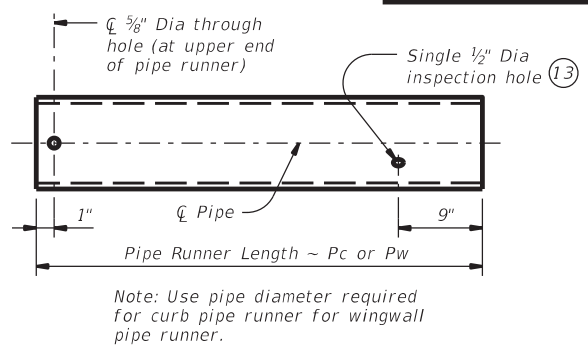 ℄ 5/8" Dia through
hole (at upper end
of pipe runner)
Single 1/2" Dia
inspection hole 13
℄ Pipe
1"
9"
Pipe Runner Length ~ Pc or Pw
Note: Use pipe diameter required
for curb pipe runner for wingwall
pipe runner.